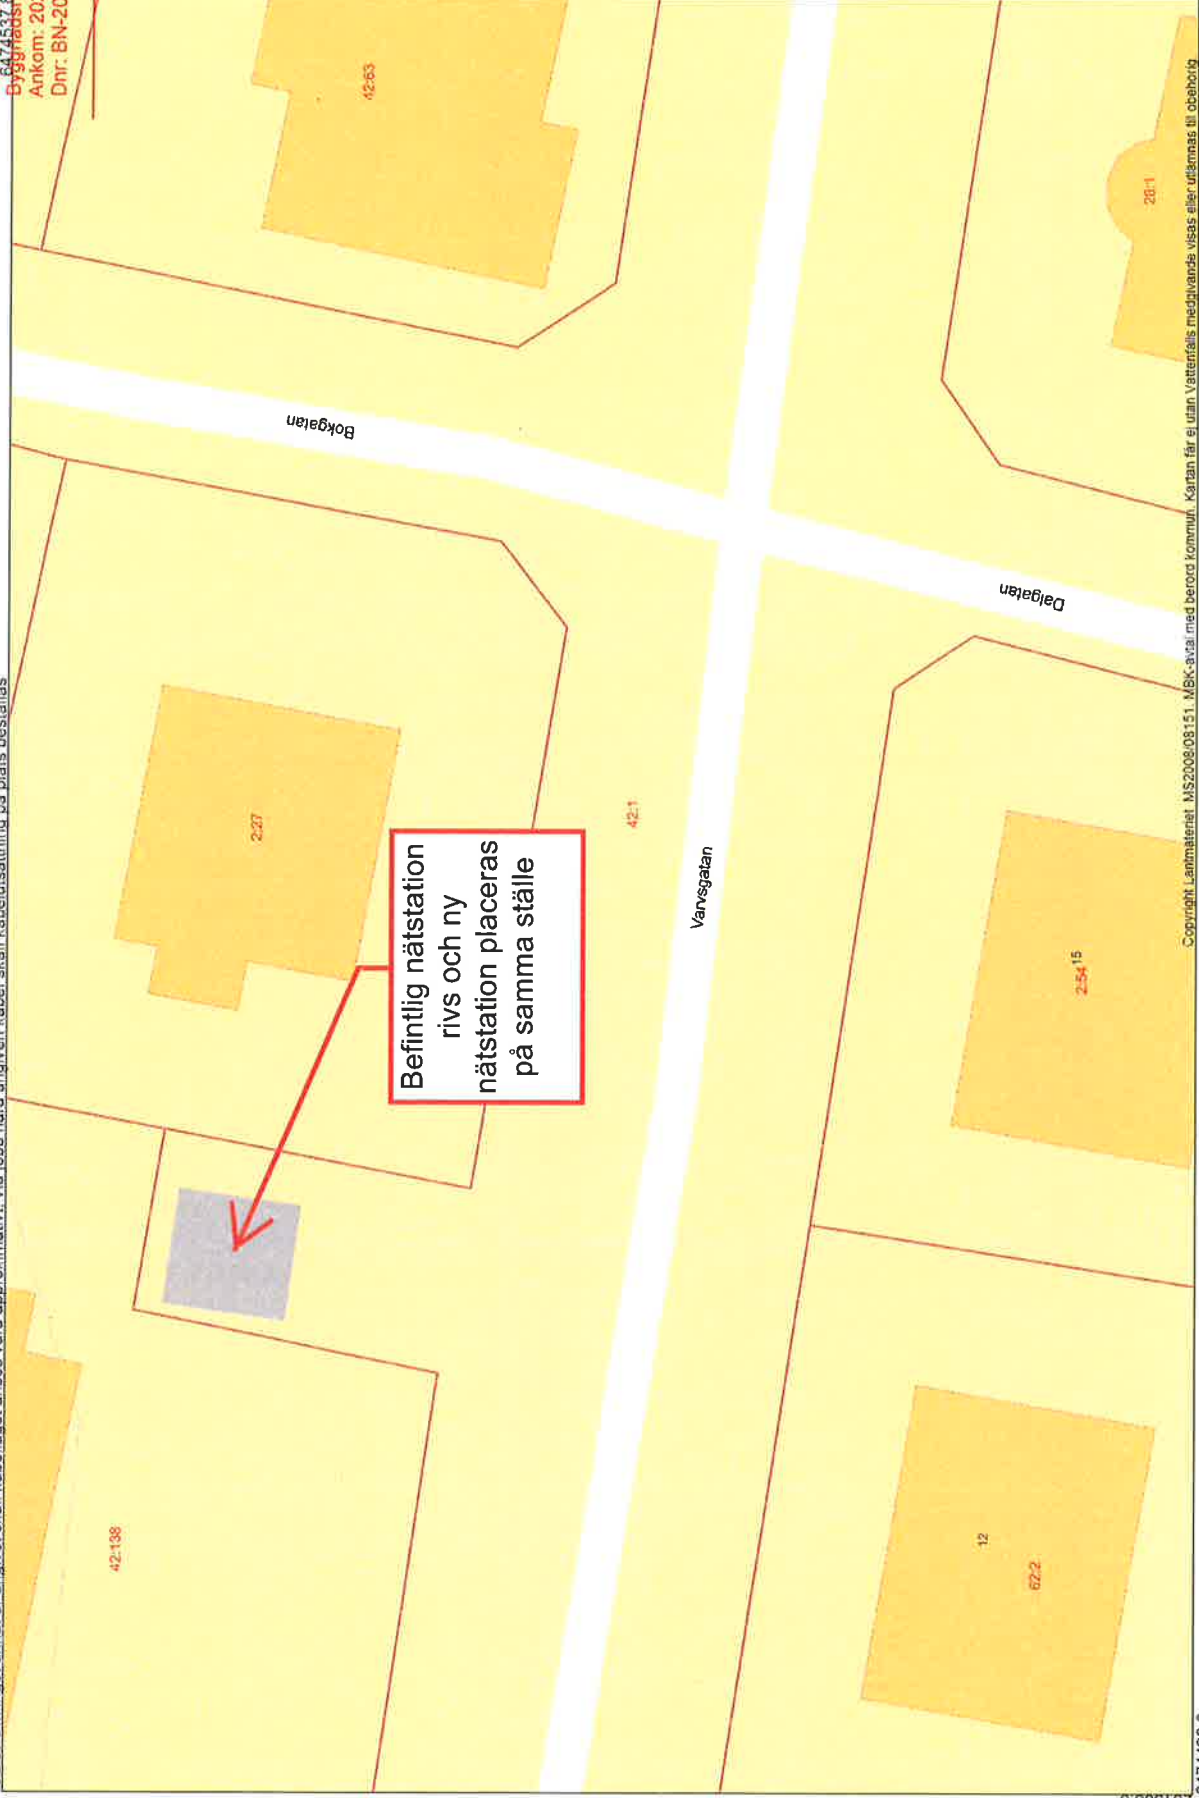 Byggnadsn
Ankom: 20
Dnr: BN-20
42:63
Bokgatan
2:27
Befintlig nätstation
rivs och ny
nätstation placeras
på samma ställe
42:1
Varvsgatan
Dalgatan
28:1
42:138
2:54 15
12
62:2
Copyright Lantmäteriet MS2008/08151. MBK-avtal med berörd kommun. Kartan får ej utan Vattenfalls medgivande visas eller utlämnas till obehörig